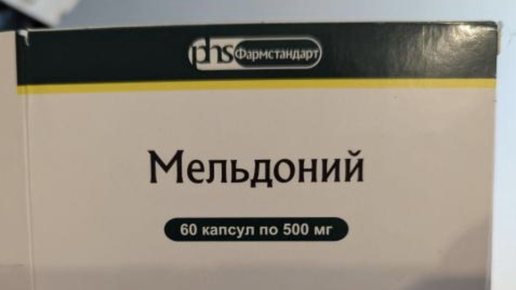 phs Фармстандарт
Мельдоний
60 капсул по 500 мг